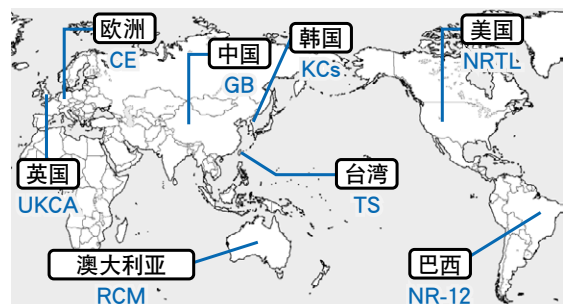 欧洲
CE
中国
GB
韩国
KCs
美国
NRTL
英国
UKCA
台湾
TS
澳大利亚
RCM
巴西
NR-12